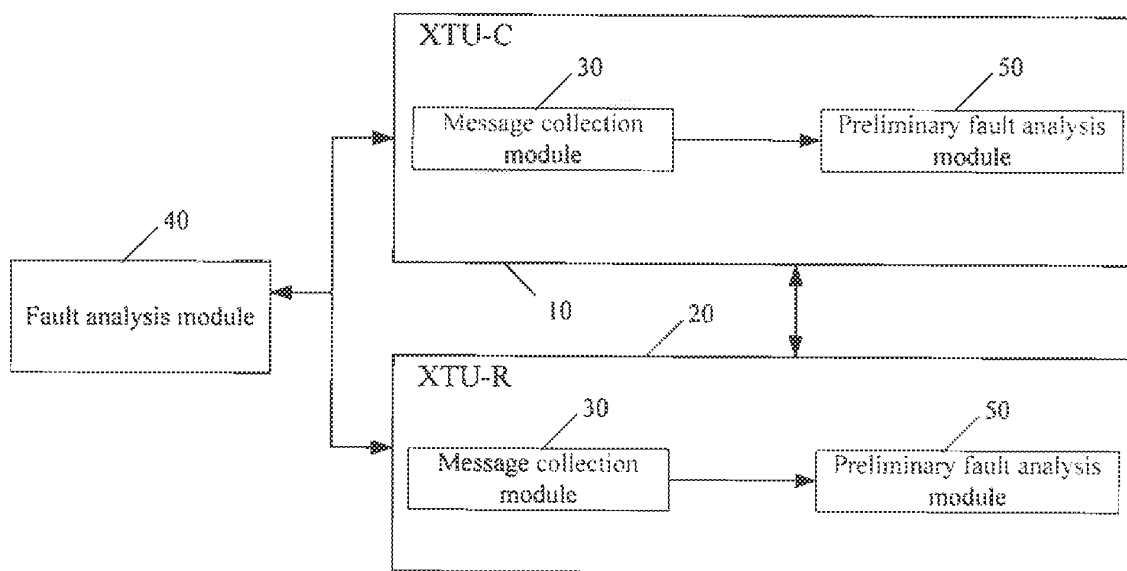 XTU-C
30
50
Message collection
module
Preliminary fault analysis
module
40
Fault analysis module
10
20
XTU-R
30
50
Message collection
module
Preliminary fault analysis
module